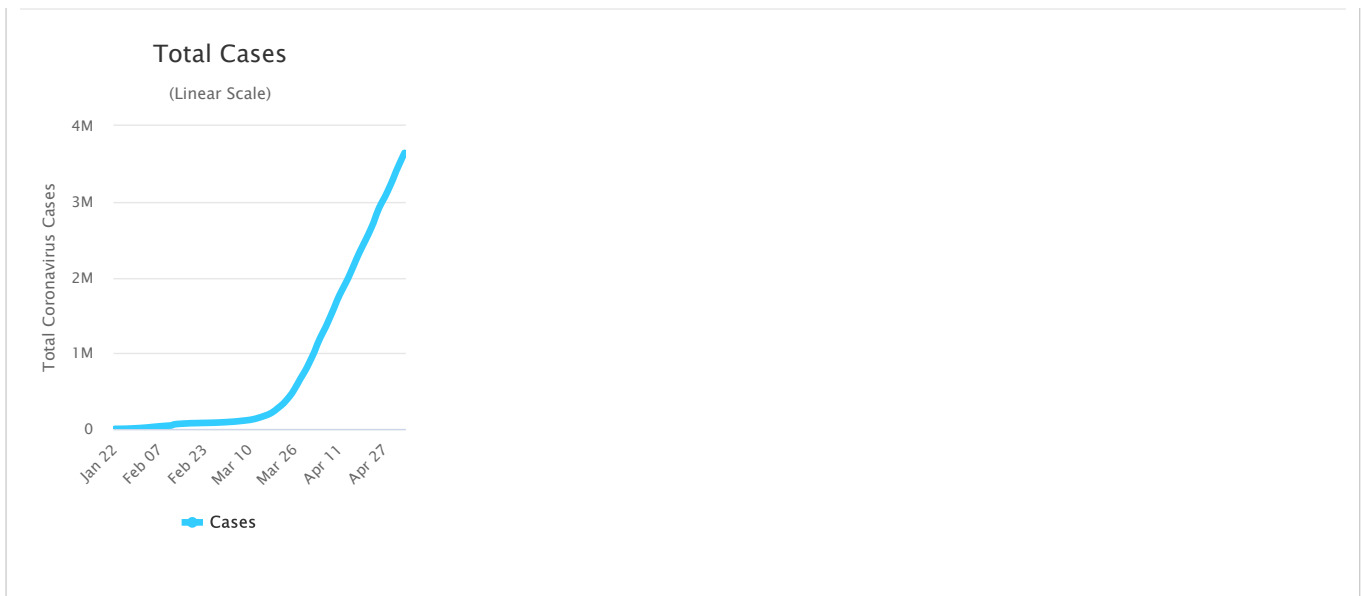 Total Cases
(Linear Scale)
Total Coronavirus Cases
4M
3M
2M
1M
0
Jan 22
Feb 07
Feb 23
Mar 10
Mar 26
Apr 11
Apr 27
Cases